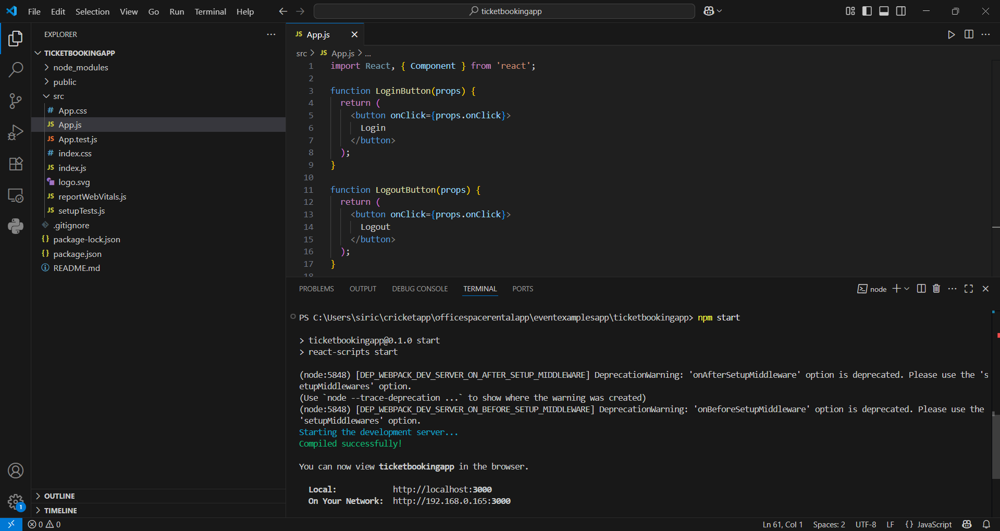 File Edit Selection View Go Run Terminal Help
ticketbookingapp
EXPLORER
TICKETBOOKINGAPP
node_modules
public
src
# App.css
JS App.js
JS App.test.js
# index.css
JS index.js
logo.svg
JS reportWebVitals.js
JS setupTests.js
.gitignore
{} package-lock.json
{} package.json
README.md
OUTLINE
TIMELINE
1
JS App.js
src > JS App.js > ...
1 import React, { Component } from 'react';
2
3 function LoginButton(props) {
4 return (
5 <button onClick={props.onClick}>
6 Login
7 </button>
8 );
9 }
10
11 function LogoutButton(props) {
12 return (
13 <button onClick={props.onClick}>
14 Logout
15 </button>
16 );
17 }
18
PROBLEMS OUTPUT DEBUG CONSOLE TERMINAL PORTS
node
PS C:\Users\siric\cricketapp\officespacerentalapp\eventexamplesapp\ticketbookingapp> npm start
> ticketbookingapp@0.1.0 start
> react-scripts start
(node:5848) [DEP_WEBPACK_DEV_SERVER_ON_AFTER_SETUP_MIDDLEWARE] DeprecationWarning: 'onAfterSetupMiddleware' option is deprecated. Please use the 's
etupMiddlewares' option.
(Use `node --trace-deprecation ...` to show where the warning was created)
(node:5848) [DEP_WEBPACK_DEV_SERVER_ON_BEFORE_SETUP_MIDDLEWARE] DeprecationWarning: 'onBeforeSetupMiddleware' option is deprecated. Please use the
'setupMiddlewares' option.
Starting the development server...
Compiled successfully!
You can now view ticketbookingapp in the browser.
Local: http://localhost:3000
On Your Network: http://192.168.0.165:3000
0 0
Ln 61, Col 1 Spaces: 2 UTF-8 LF {} JavaScript